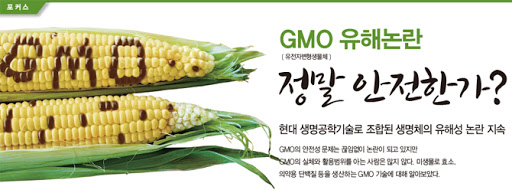 포커스
GMO
GMO 유해논란
( 유전자변형생물체 )
정말 안전한가?
현대 생명공학기술로 조합된 생명체의 유해성 논란 지속
GMO의 안전성 문제는 끊임없이 논란이 되고 있지만
GMO의 실체와 활용범위를 아는 사람은 많지 않다. 미생물로 효소,
의약용 단백질 등을 생산하는 GMO 기술에 대해 알아보았다.